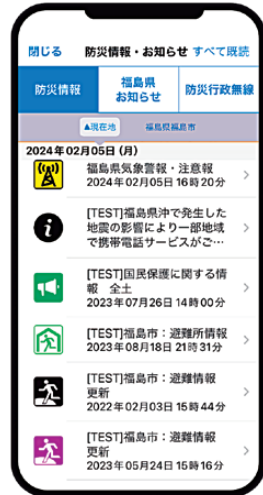 閉じる 防災情報・お知らせ すべて既読
防災情報
福島県
お知らせ
防災行政無線
▲現在地 福島県福島市
2024年02月05日(月)
福島県気象警報・注意報
2024年02月05日 16時20分
[TEST]福島県沖で発生した
地震の影響により一部地域
で携帯電話サービスがご…
[TEST]国民保護に関する情
報 全土
2023年07月26日 14時00分
[TEST]福島市:避難所情報
2023年08月18日 21時31分
[TEST]福島市:避難情報
更新
2022年02月03日 15時44分
[TEST]福島市:避難情報
更新
2023年05月24日 15時16分